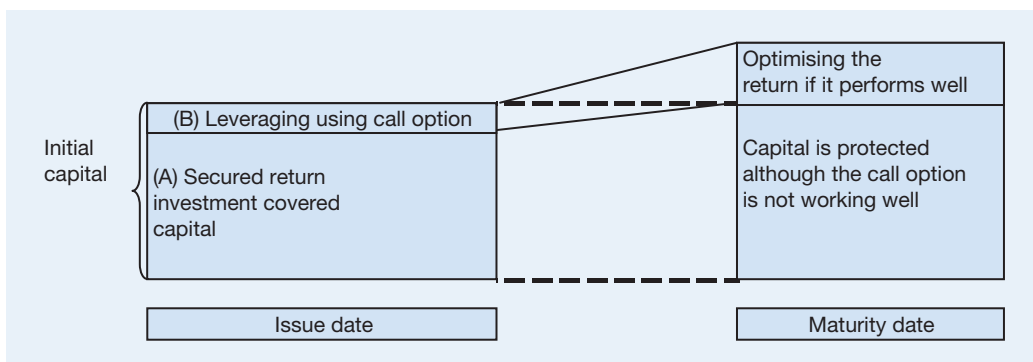 Optimising the
return if it performs well
(B) Leveraging using call option
Initial
capital
(A) Secured return
investment covered
capital
Capital is protected
although the call option
is not working well
Issue date
Maturity date